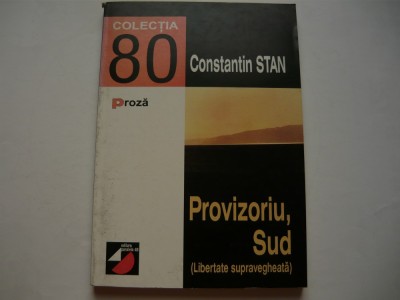 COLECȚIA
80
Constantin STAN
Proză
Provizoriu,
Sud
(Libertate supravegheată)